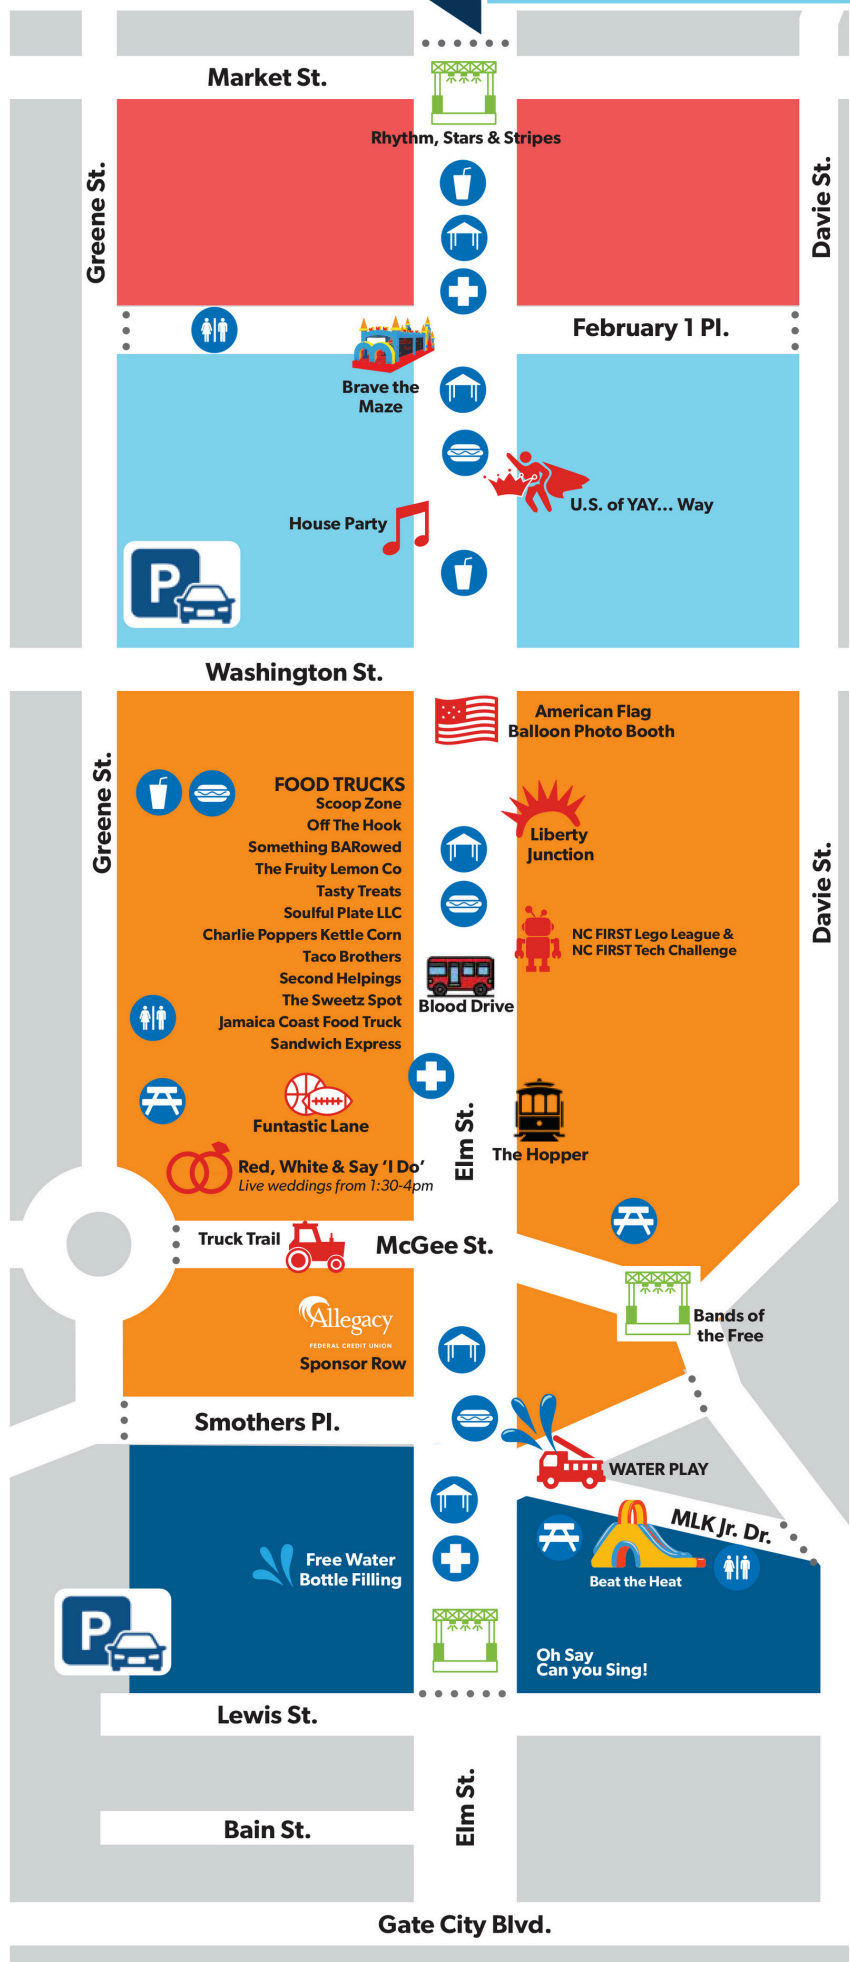 Market St.
Rhythm, Stars & Stripes
Greene St.
Davie St.
February 1 Pl.
Brave the
Maze
U.S. of YAY... Way
House Party
P
Washington St.
American Flag
Balloon Photo Booth
Greene St.
FOOD TRUCKS
Scoop Zone
Off The Hook
Something BARowed
The Fruity Lemon Co
Tasty Treats
Soulful Plate LLC
Charlie Poppers Kettle Corn
Taco Brothers
Second Helpings
The Sweetz Spot
Jamaica Coast Food Truck
Sandwich Express
Liberty
Junction
Davie St.
NC FIRST Lego League &
NC FIRST Tech Challenge
Blood Drive
Funtastic Lane
Elm St.
The Hopper
Red, White & Say ‘I Do’
Live weddings from 1:30-4pm
Truck Trail
McGee St.
Allegacy
FEDERAL CREDIT UNION
Sponsor Row
Bands of
the Free
Smothers Pl.
WATER PLAY
MLK Jr. Dr.
Free Water
Bottle Filling
Beat the Heat
P
Oh Say
Can you Sing!
Lewis St.
Elm St.
Bain St.
Gate City Blvd.